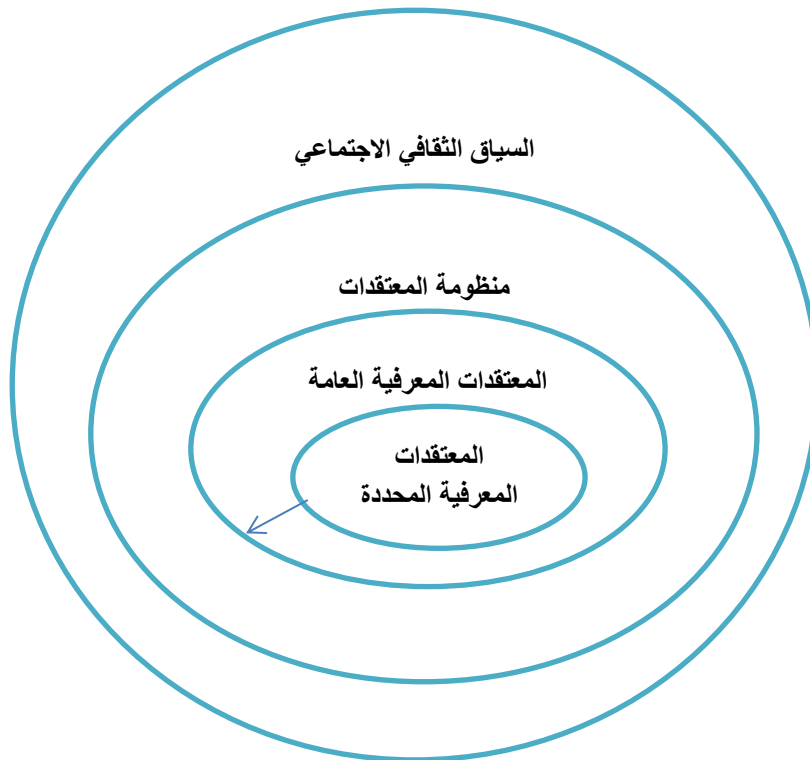 السياق الثقافي الاجتماعي
منظومة المعتقدات
المعتقدات المعرفية العامة
المعتقدات
المعرفية المحددة